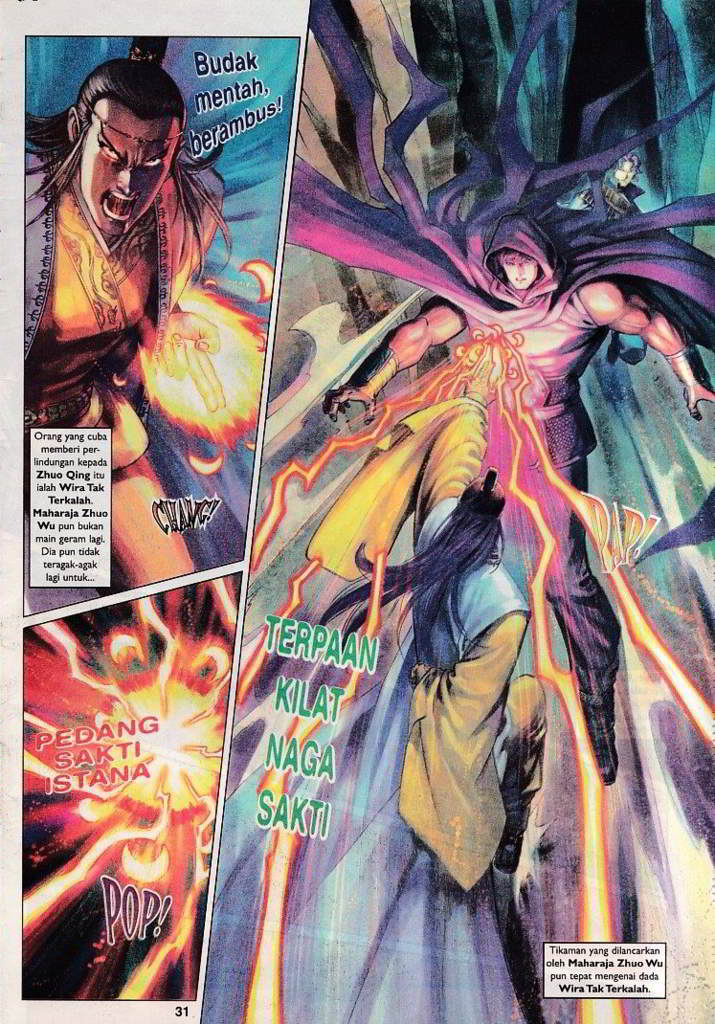 Budak
mentah,
berambus!
Orang yang cuba
memberi per-
lindungan kepada
Zhuo Qing itu
ialah Wira Tak
Terkalah.
Maharaja Zhuo
Wu pun bukan
main geram lagi.
Dia pun tidak
teragak-agak
lagi untuk...
CHANG!
PEDANG
SAKTI
ISTANA
POP!
TERPAAN
KILAT
NAGA
SAKTI
PAP!
Tikaman yang dilancarkan
oleh Maharaja Zhuo Wu
pun tepat mengenai dada
Wira Tak Terkalah.
31